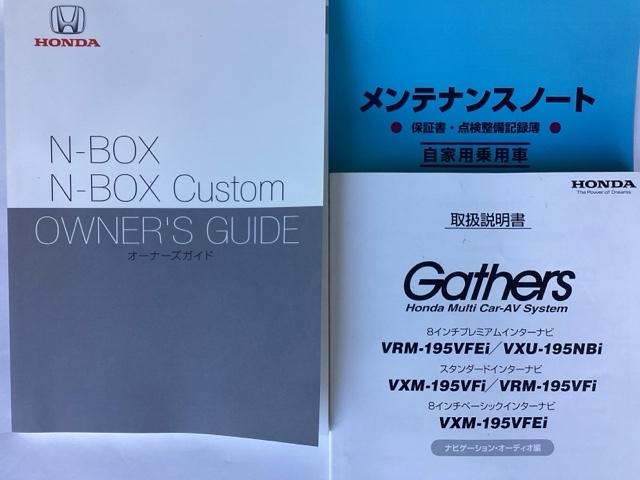 HONDA
N-BOX
N-BOX Custom
OWNER'S GUIDE
オーナーズガイド
メンテナンスノート
● 保証書・点検整備記録簿 ●
自家用乗用車
HONDA
The Power of Dreams
取扱説明書
Gathers
Honda Multi Car-AV System
8インチプレミアムインターナビ
VRM-195VFEi/VXU-195NBi
スタンダードインターナビ
VXM-195VFi/VRM-195VFi
8インチベーシックインターナビ
VXM-195VFEi
ナビゲーション・オーディオ編